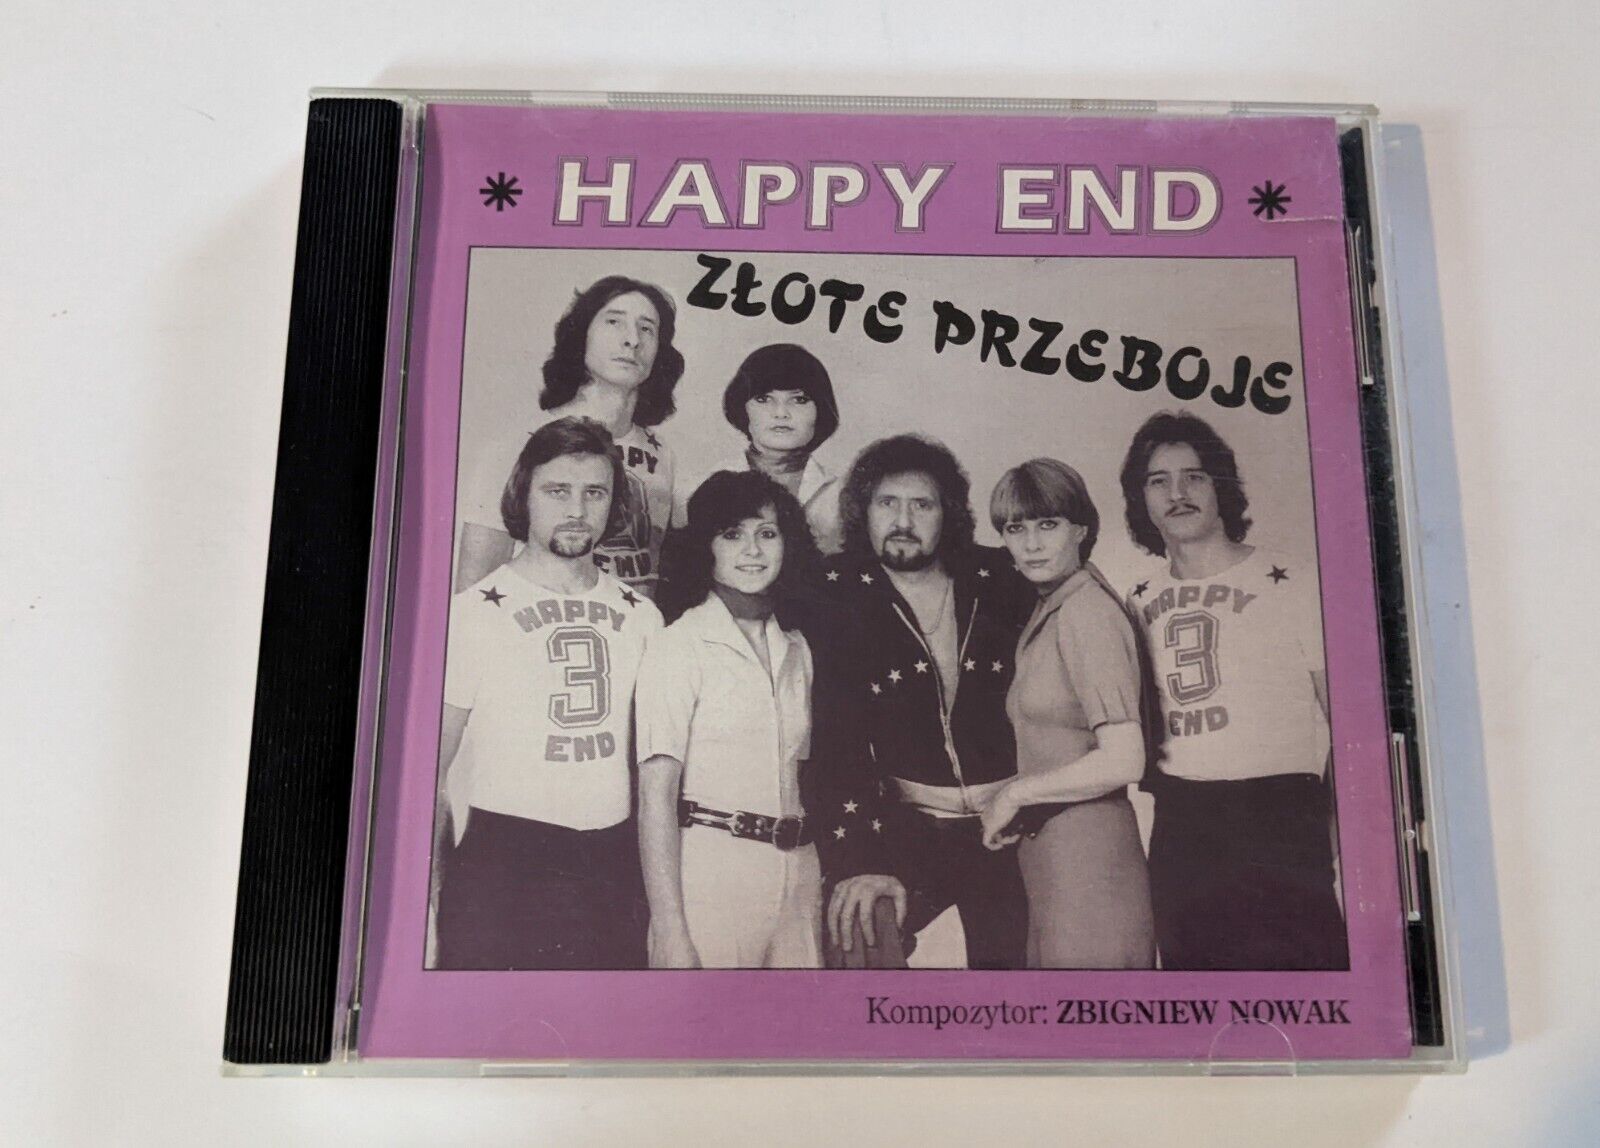 * HAPPY END *
ZŁOTE PRZEBOJE
HAPPY
3
END
HAPPY
3
END
Kompozytor: ZBIGNIEW NOWAK